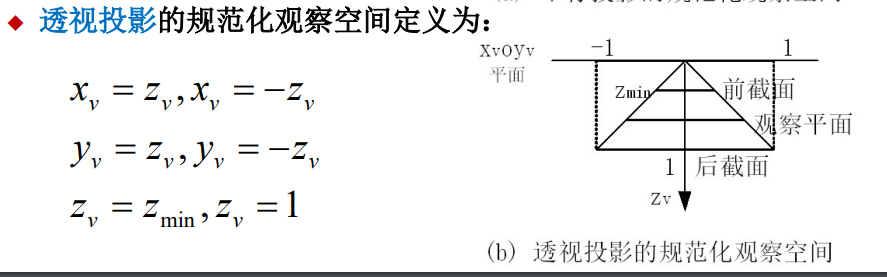 透视投影的规范化观察空间定义为：
x_v = z_v, x_v = -z_v
y_v = z_v, y_v = -z_v
z_v = z_min, z_v = 1
XvOyv
平面
-1
1
Zmin
前截面
观察平面
1
后截面
Zv
(b) 透视投影的规范化观察空间